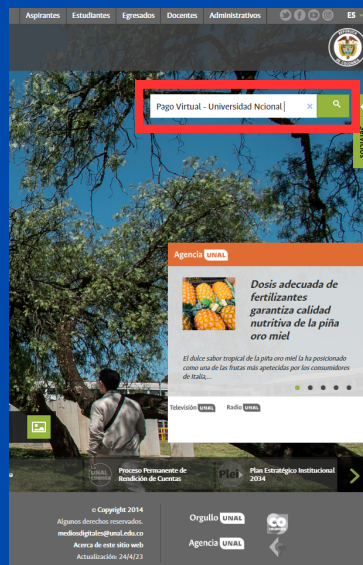 Aspirantes Estudiantes Egresados Docentes Administrativos ES
Pago Virtual - Universidad Ncional
Agencia UNAL
Dosis adecuada de
fertilizantes
garantiza calidad
nutritiva de la piña
oro miel
El dulce sabor tropical de la piña oro miel la ha posicionado
como una de las frutas más apetecidas por los consumidores
de Italia,...
Televisión UNAL Radio UNAL
Proceso Permanente de
Rendición de Cuentas
Plei
Plan Estratégico Institucional
2034
© Copyright 2014
Algunos derechos reservados.
mediosdigitales@unal.edu.co
Acerca de este sitio web
Actualización: 24/4/23
Orgullo UNAL
Agencia UNAL